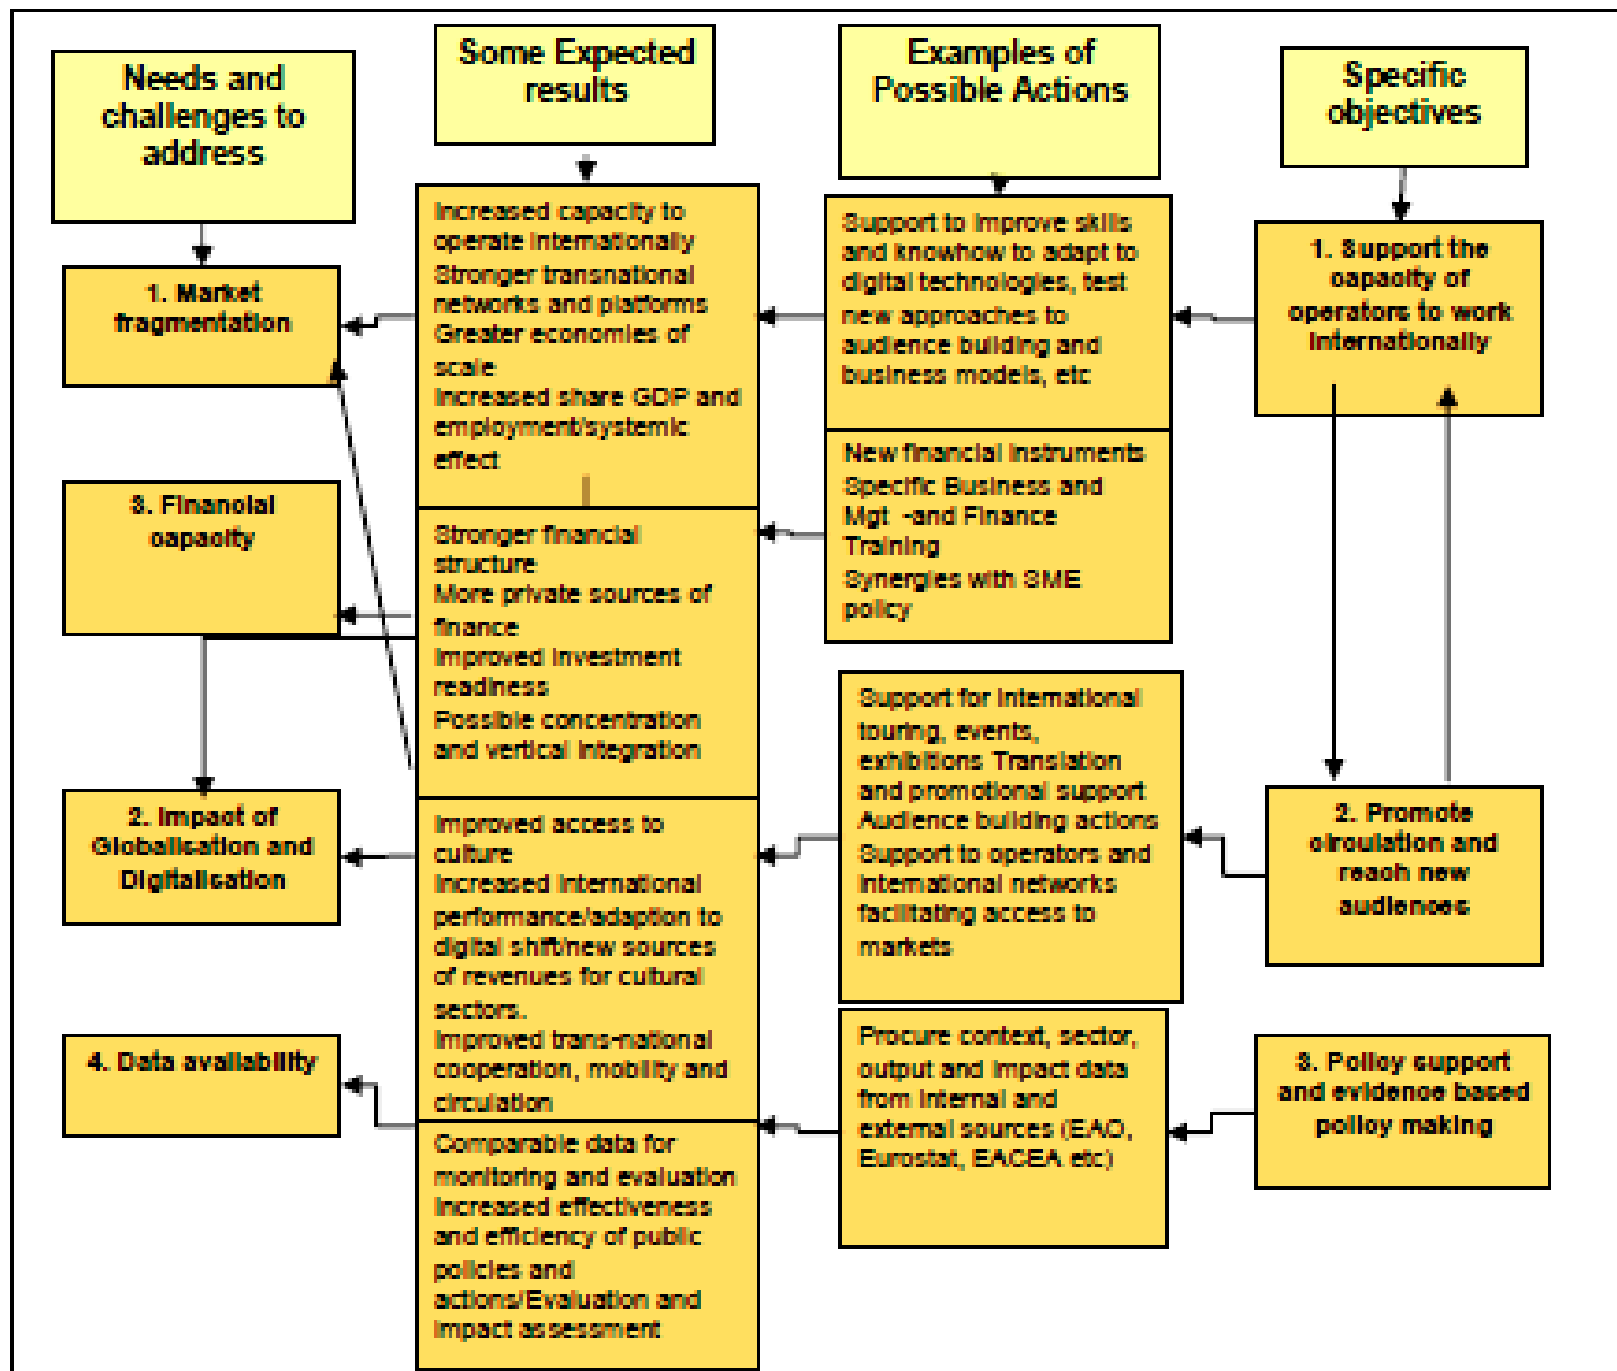 Needs and
challenges to
address
1. Market
fragmentation
3. Financial
capacity
2. Impact of
Globalisation and
Digitalisation
4. Data availability
Some Expected
results
Increased capacity to
operate internationally
Stronger transnational
networks and platforms
Greater economies of
scale
Increased share GDP and
employment/systemic
effect
Stronger financial
structure
More private sources of
finance
Improved investment
readiness
Possible concentration
and vertical integration
Improved access to
culture
Increased international
performance/adaption to
digital shift/new sources
of revenues for cultural
sectors.
Improved trans-national
cooperation, mobility and
circulation
Comparable data for
monitoring and evaluation
Increased effectiveness
and efficiency of public
policies and
actions/Evaluation and
impact assessment
Examples of
Possible Actions
Support to improve skills
and knowhow to adapt to
digital technologies, test
new approaches to
audience building and
business models, etc
New financial instruments
Specific Business and
Mgt -and Finance
Training
Synergies with SME
policy
Support for international
touring, events,
exhibitions Translation
and promotional support
Audience building actions
Support to operators and
international networks
facilitating access to
markets
Procure context, sector,
output and impact data
from internal and
external sources (EAO,
Eurostat, EACEA etc)
Specific
objectives
1. Support the
capacity of
operators to work
internationally
2. Promote
circulation and
reach new
audiences
3. Policy support
and evidence based
policy making